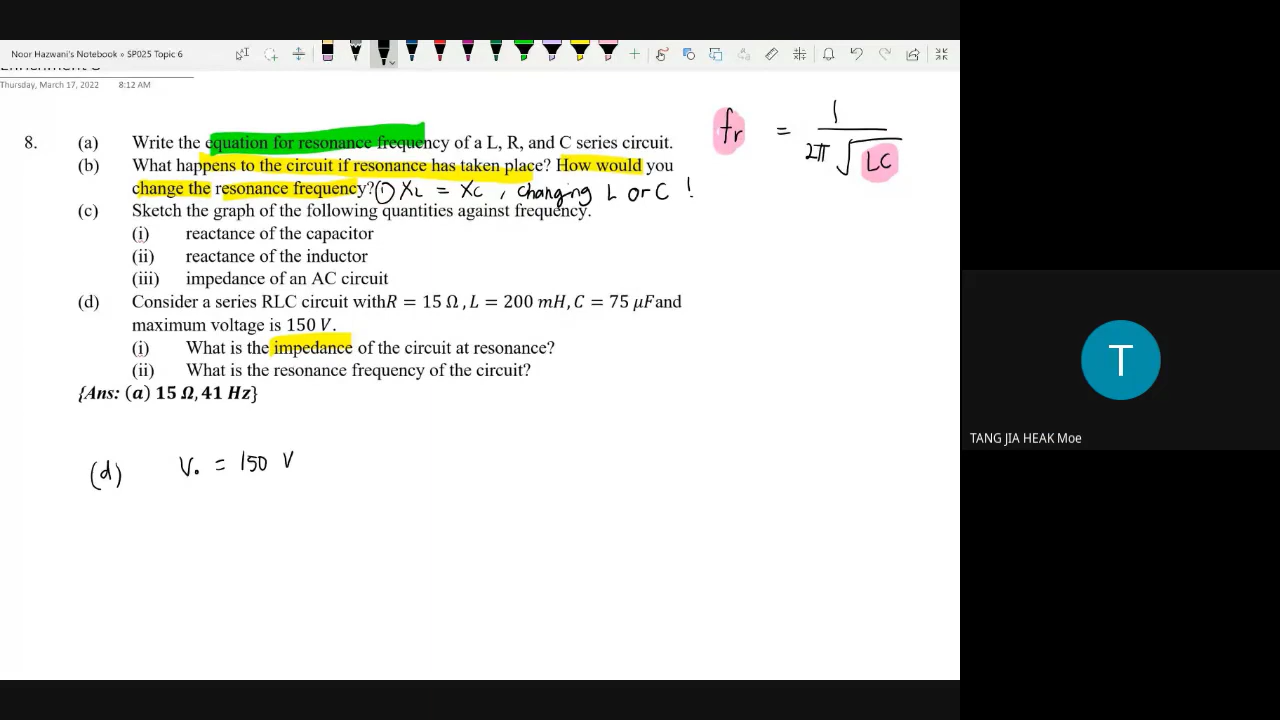 Noor Hazwani's Notebook » SP025 Topic 6
Thursday, March 17, 2022 8:12 AM
8. (a) Write the equation for resonance frequency of a L, R, and C series circuit.
(b) What happens to the circuit if resonance has taken place? How would you
change the resonance frequency? ① XL = XC , changing L or C !
(c) Sketch the graph of the following quantities against frequency.
(i) reactance of the capacitor
(ii) reactance of the inductor
(iii) impedance of an AC circuit
(d) Consider a series RLC circuit withR = 15 Ω , L = 200 mH, C = 75 μFand
maximum voltage is 150 V.
(i) What is the impedance of the circuit at resonance?
(ii) What is the resonance frequency of the circuit?
{Ans: (a) 15 Ω, 41 Hz}
fr = 1
2π √LC
(d) V₀ = 150 V
T
TANG JIA HEAK Moe